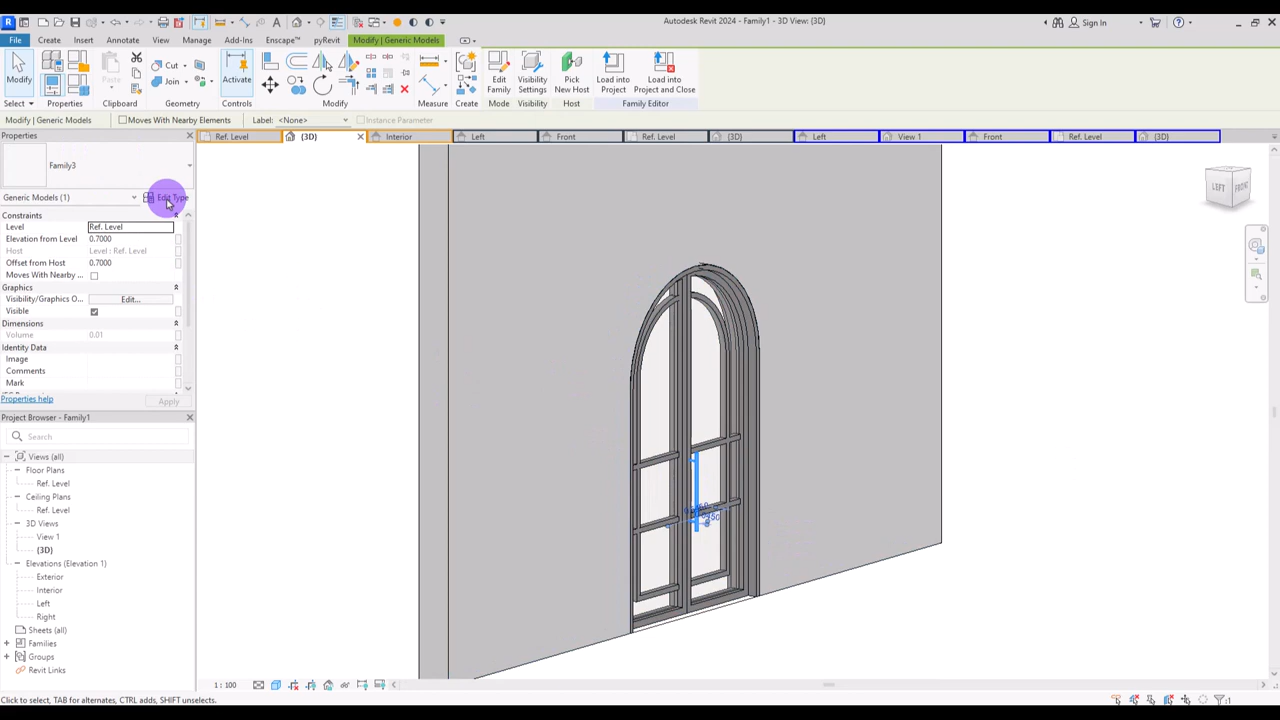 Autodesk Revit 2024 - Family1 - 3D View: {3D}
Sign In
File Create Insert Annotate View Manage Add-Ins Enscape™ pyRevit Modify | Generic Models
Modify
Paste
Cut
Join
Activate
Edit Family
Visibility Settings
Pick New Host
Load into Project
Load into Project and Close
Select Properties Clipboard Geometry Controls Modify Measure Create Mode Visibility Host Family Editor
Modify | Generic Models Moves With Nearby Elements Label: <None> Instance Parameter
Properties
Ref. Level {3D} Interior Left Front Ref. Level {3D} Left View 1 Front Ref. Level {3D}
Family3
Generic Models (1) Edit Type
Constraints
Level Ref. Level
Elevation from Level 0.7000
Host Level : Ref. Level
Offset from Host 0.7000
Moves With Nearby ...
Graphics
Visibility/Graphics O... Edit...
Visible
Dimensions
Volume 0.01
Identity Data
Image
Comments
Mark
Properties help Apply
Project Browser - Family1
Search
Views (all)
Floor Plans
Ref. Level
Ceiling Plans
Ref. Level
3D Views
View 1
{3D}
Elevations (Elevation 1)
Exterior
Interior
Left
Right
Sheets (all)
Families
Groups
Revit Links
LEFT FRONT
1 : 100
Click to select, TAB for alternates, CTRL adds, SHIFT unselects.
:1